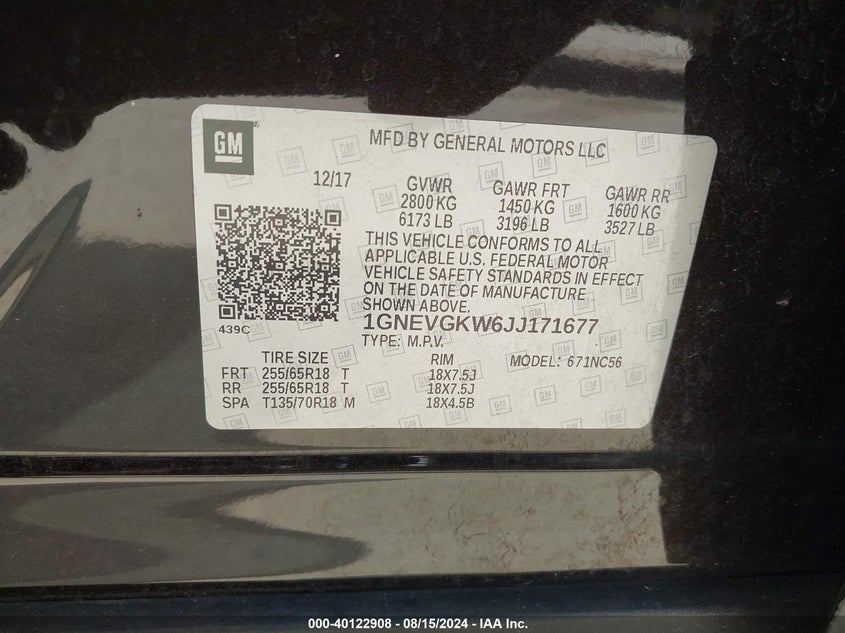 GM
MFD BY GENERAL MOTORS LLC
12/17
GVWR GAWR FRT GAWR RR
2800 KG 1450 KG 1600 KG
6173 LB 3196 LB 3527 LB
THIS VEHICLE CONFORMS TO ALL
APPLICABLE U.S. FEDERAL MOTOR
VEHICLE SAFETY STANDARDS IN EFFECT
ON THE DATE OF MANUFACTURE
SHOWN ABOVE.
439C
1GNEVGKW6JJ171677
TYPE: M.P.V.
TIRE SIZE RIM MODEL: 671NC56
FRT 255/65R18 T 18X7.5J
RR 255/65R18 T 18X7.5J
SPA T135/70R18 M 18X4.5B
000-40122908 - 08/15/2024 - IAA Inc.